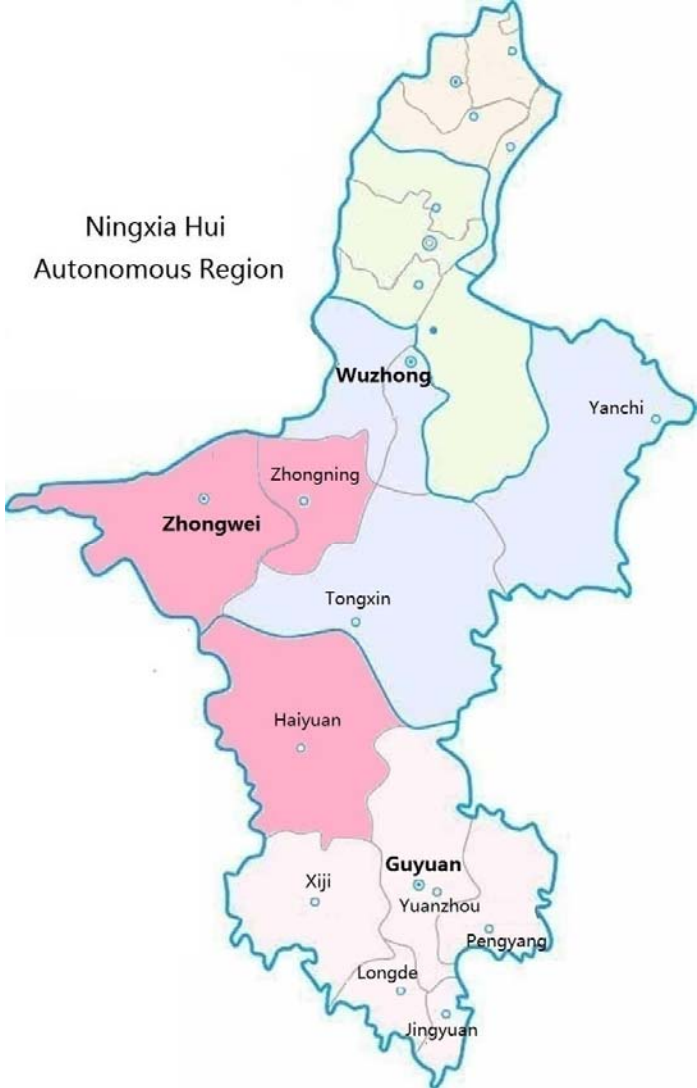 Ningxia Hui
Autonomous Region
Wuzhong
Yanchi
Zhongning
Zhongwei
Tongxin
Haiyuan
Guyuan
Xiji
Yuanzhou
Pengyang
Longde
Jingyuan